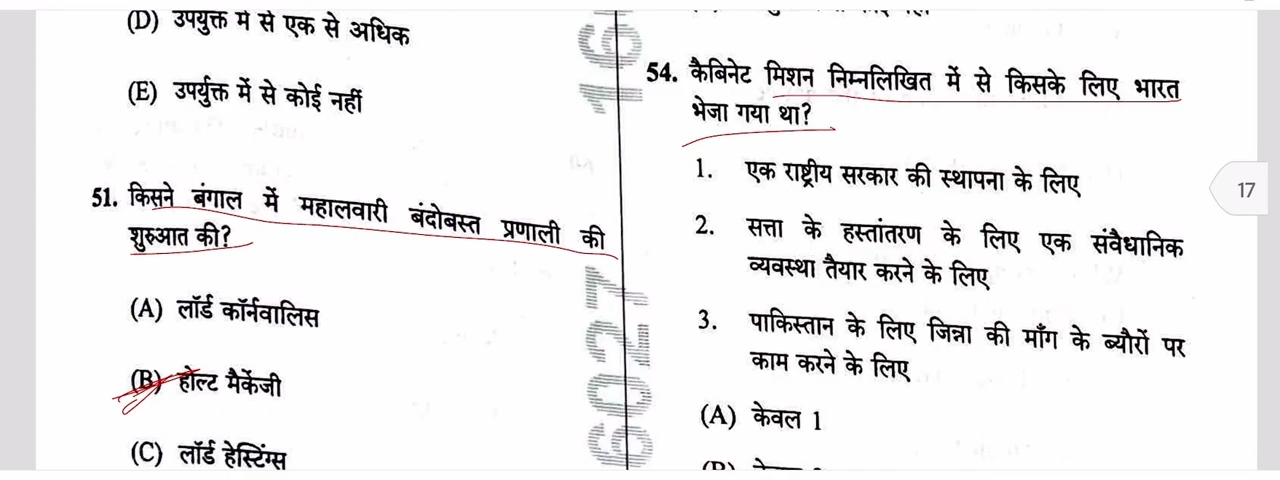 (D) उपर्युक्त में से एक से अधिक
(E) उपर्युक्त में से कोई नहीं
51. किसने बंगाल में महालवारी बंदोबस्त प्रणाली की
शुरुआत की?
(A) लॉर्ड कॉर्नवालिस
(B) होल्ट मैकेंजी
(C) लॉर्ड हेस्टिंग्स
54. कैबिनेट मिशन निम्नलिखित में से किसके लिए भारत
भेजा गया था?
1. एक राष्ट्रीय सरकार की स्थापना के लिए
2. सत्ता के हस्तांतरण के लिए एक संवैधानिक
व्यवस्था तैयार करने के लिए
3. पाकिस्तान के लिए जिन्ना की माँग के ब्यौरों पर
काम करने के लिए
(A) केवल 1
17